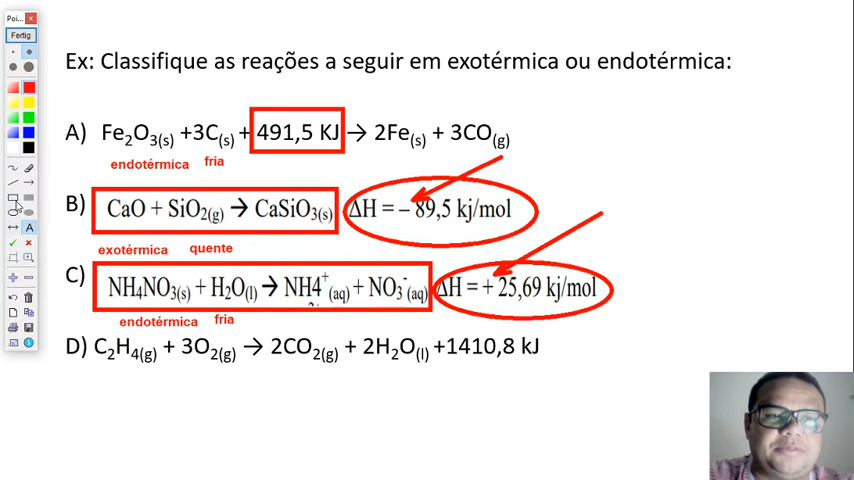 Poi...
Fertig
Ex: Classifique as reações a seguir em exotérmica ou endotérmica:
A) Fe₂O₃(s) +3C(s) + 491,5 KJ → 2Fe(s) + 3CO(g)
endotérmica fria
B) CaO + SiO₂(g) → CaSiO₃(s) ΔH = – 89,5 kj/mol
exotérmica quente
C) NH₄NO₃(s) + H₂O(l) → NH4⁺(aq) + NO₃⁻(aq) ΔH = + 25,69 kj/mol
endotérmica fria
D) C₂H₄(g) + 3O₂(g) → 2CO₂(g) + 2H₂O(l) +1410,8 kJ